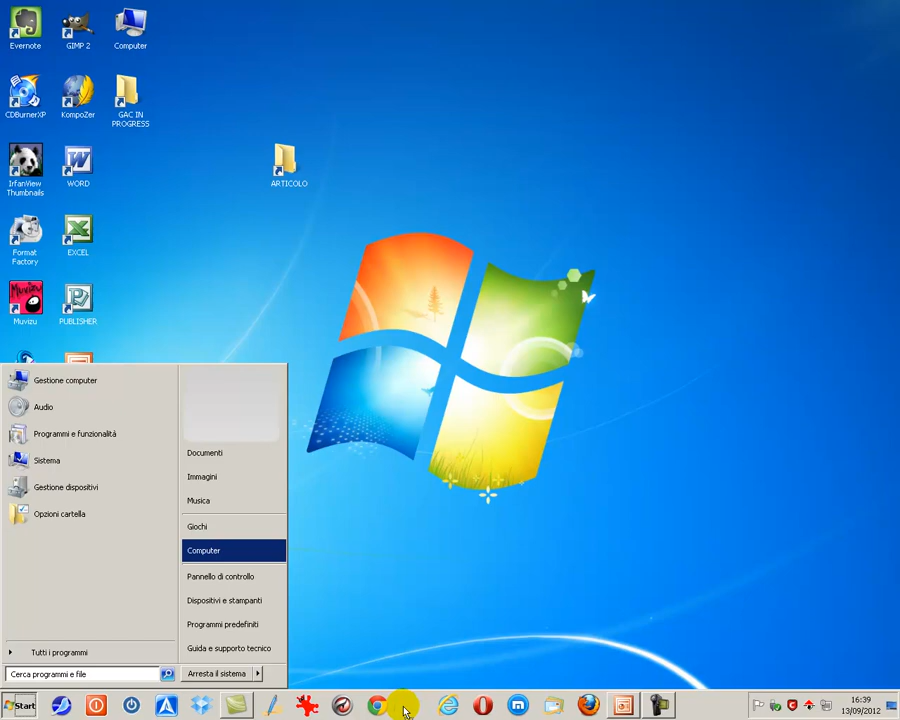 Evernote
GIMP 2
Computer
CDBurnerXP
KompoZer
GAC IN
PROGRESS
IrfanView
Thumbnails
WORD
ARTICOLO
Format
Factory
EXCEL
Muvizu
Muvizu
PUBLISHER
Gestione computer
Audio
Programmi e funzionalità
Sistema
Gestione dispositivi
Opzioni cartella
Tutti i programmi
Cerca programmi e file
Documenti
Immagini
Musica
Giochi
Computer
Pannello di controllo
Dispositivi e stampanti
Programmi predefiniti
Guida e supporto tecnico
Arresta il sistema
Start
16:39
13/09/2012